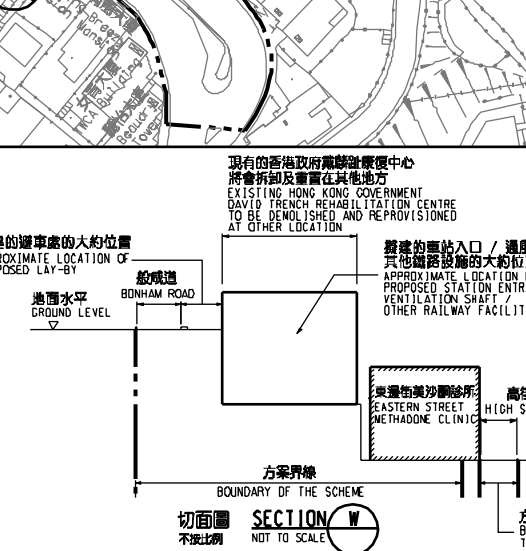 現有的香港政府戴麟趾康復中心
將會拆卸及重置在其他地方
EXISTING HONG KONG GOVERNMENT
DAVID TRENCH REHABILITATION CENTRE
TO BE DEMOLISHED AND REPROVISIONED
AT OTHER LOCATION
的避車處的大約位置
OXIMATE LOCATION OF
POSED LAY-BY
擬建的車站入口 / 通風
其他鐵路設施的大約位
APPROXIMATE LOCATION
PROPOSED STATION ENTR
VENTILATION SHAFT /
OTHER RAILWAY FACILIT
般咸道
BONHAM ROAD
地面水平
GROUND LEVEL
東邊街美沙酮診所
EASTERN STREET
METHADONE CLINIC
高街
HIGH S
方案界線
BOUNDARY OF THE SCHEME
切面圖 SECTION W
不按比例 NOT TO SCALE